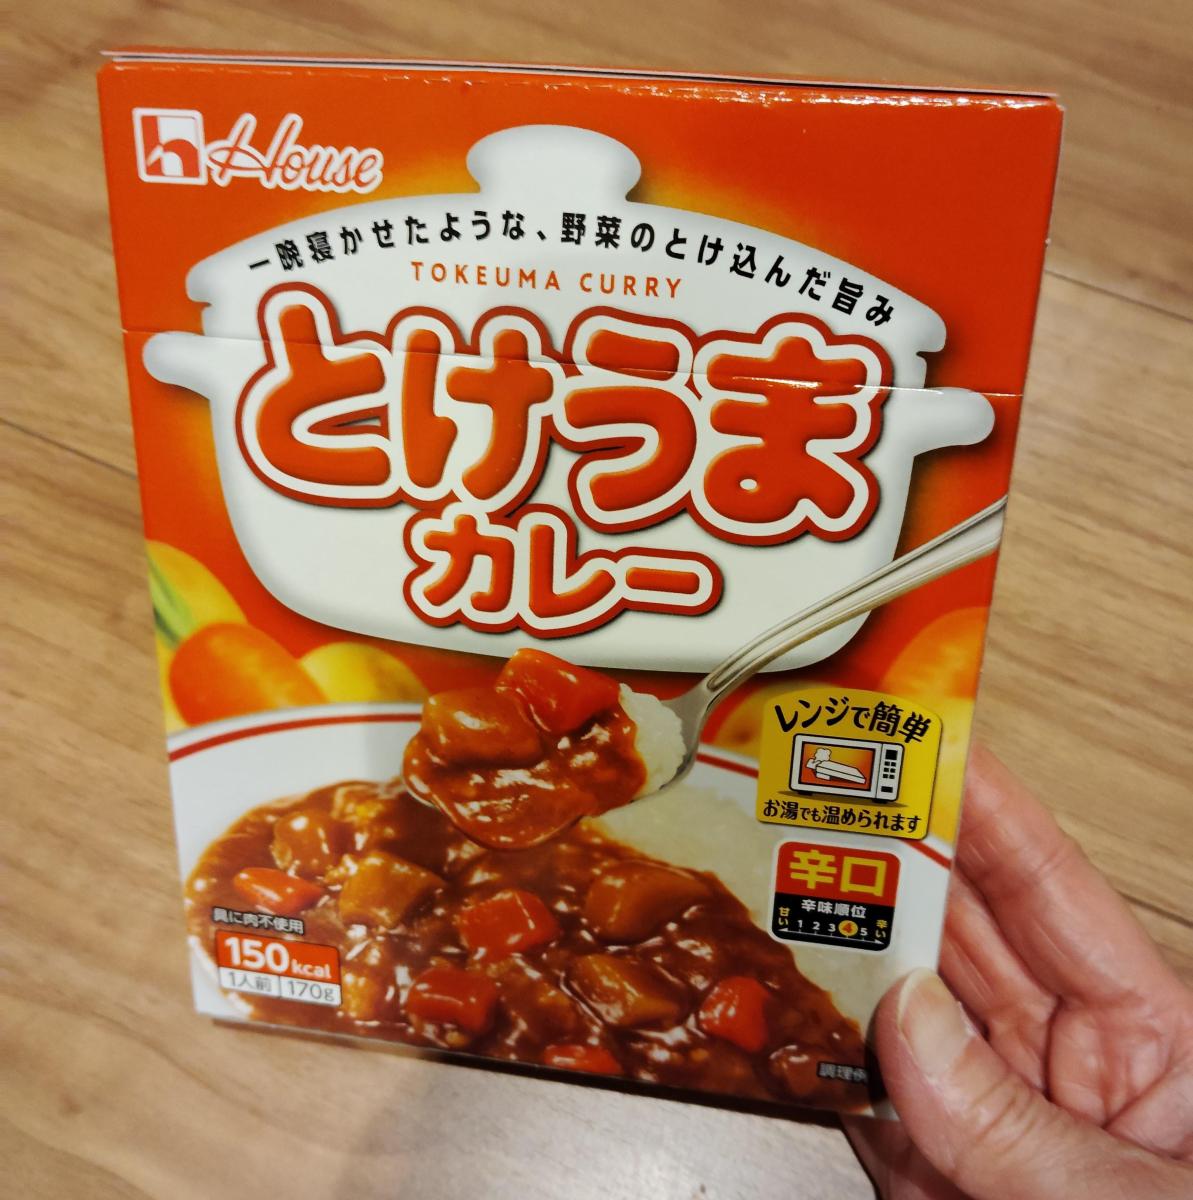 House
一晩寝かせたような、野菜のとけ込んだ旨み
TOKEUMA CURRY
とけうま
カレー
レンジで簡単
お湯でも温められます
辛口
辛味順位
甘い 1 2 3 4 5 辛い
具に肉不使用
150kcal
1人前 170g
調理例